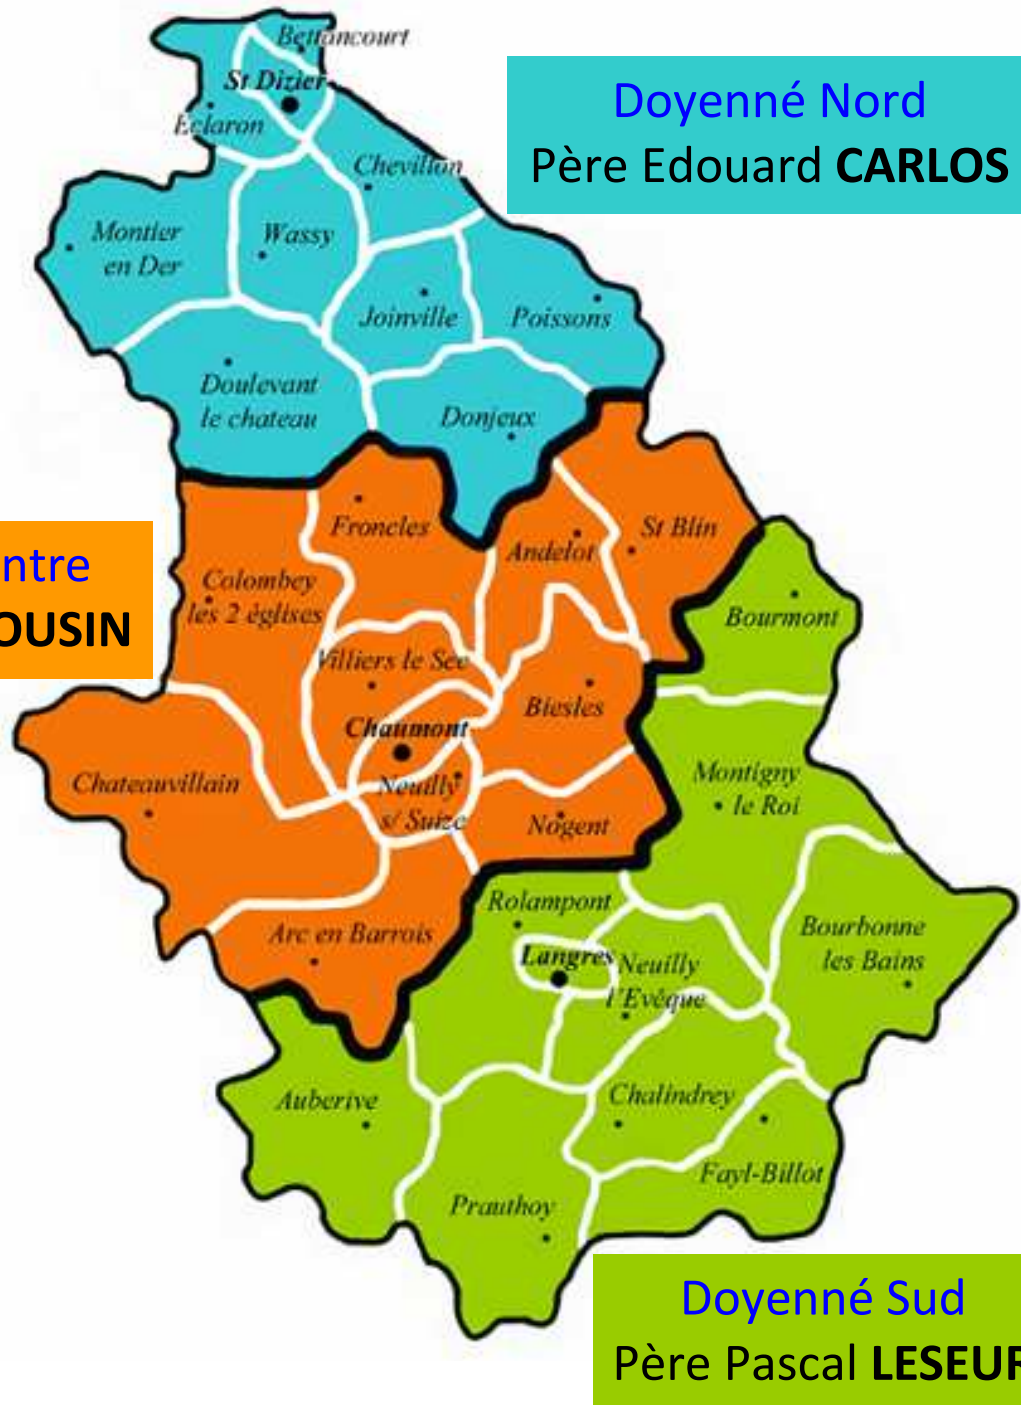 Bettancourt
St Dizier
Eclaron
Doyenné Nord
Père Edouard CARLOS
Chevillon
Montier
en Der
Wassy
Joinville
Poissons
Doulevant
le chateau
Donjeux
Froncles
Andelot
St Blin
ntre
OUSIN
Colombey
les 2 églises
Bourmont
Villiers le Sec
Biesles
Chaumont
Chateauvillain
Neuilly
s/ Suize
Nogent
Montigny
le Roi
Rolampont
Arc en Barrois
Bourbonne
les Bains
Langres
Neuilly
l'Evêque
Auberive
Chalindrey
Fayl-Billot
Prauthoy
Doyenné Sud
Père Pascal LESEUR